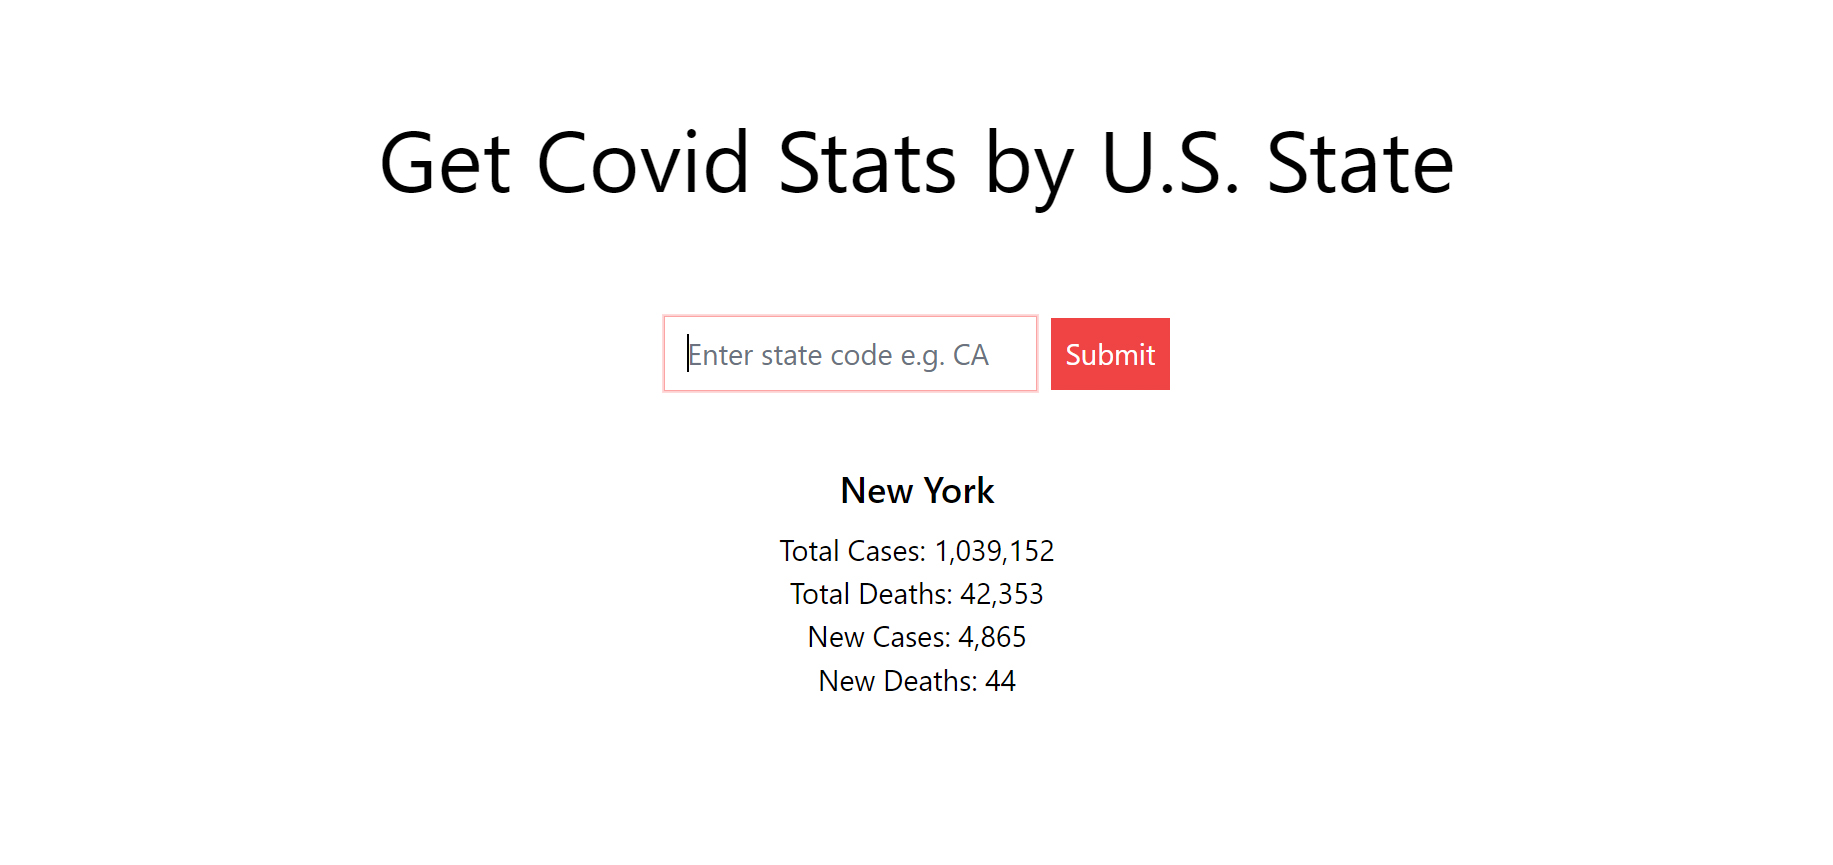 Get Covid Stats by U.S. State
Enter state code e.g. CA
Submit
New York
Total Cases: 1,039,152
Total Deaths: 42,353
New Cases: 4,865
New Deaths: 44